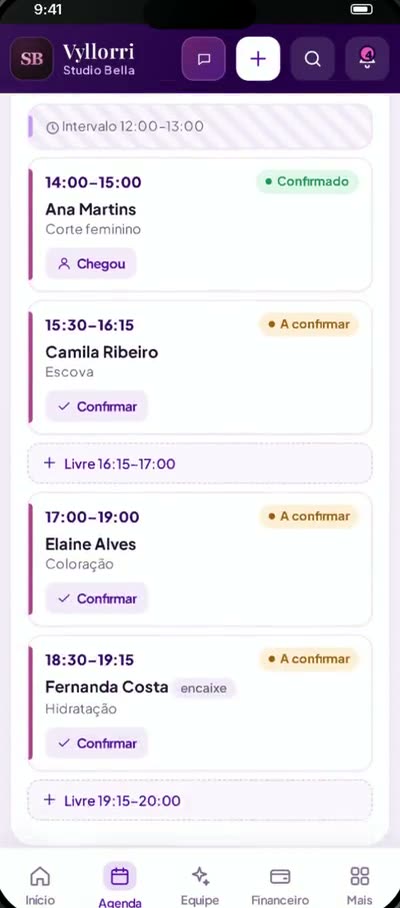 9:41
SB
Vyllorri
Studio Bella
Intervalo 12:00–13:00
14:00–15:00
Confirmado
Ana Martins
Corte feminino
Chegou
15:30–16:15
A confirmar
Camila Ribeiro
Escova
Confirmar
Livre 16:15–17:00
17:00–19:00
A confirmar
Elaine Alves
Coloração
Confirmar
18:30–19:15
A confirmar
Fernanda Costa encaixe
Hidratação
Confirmar
Livre 19:15–20:00
Início
Agenda
Equipe
Financeiro
Mais